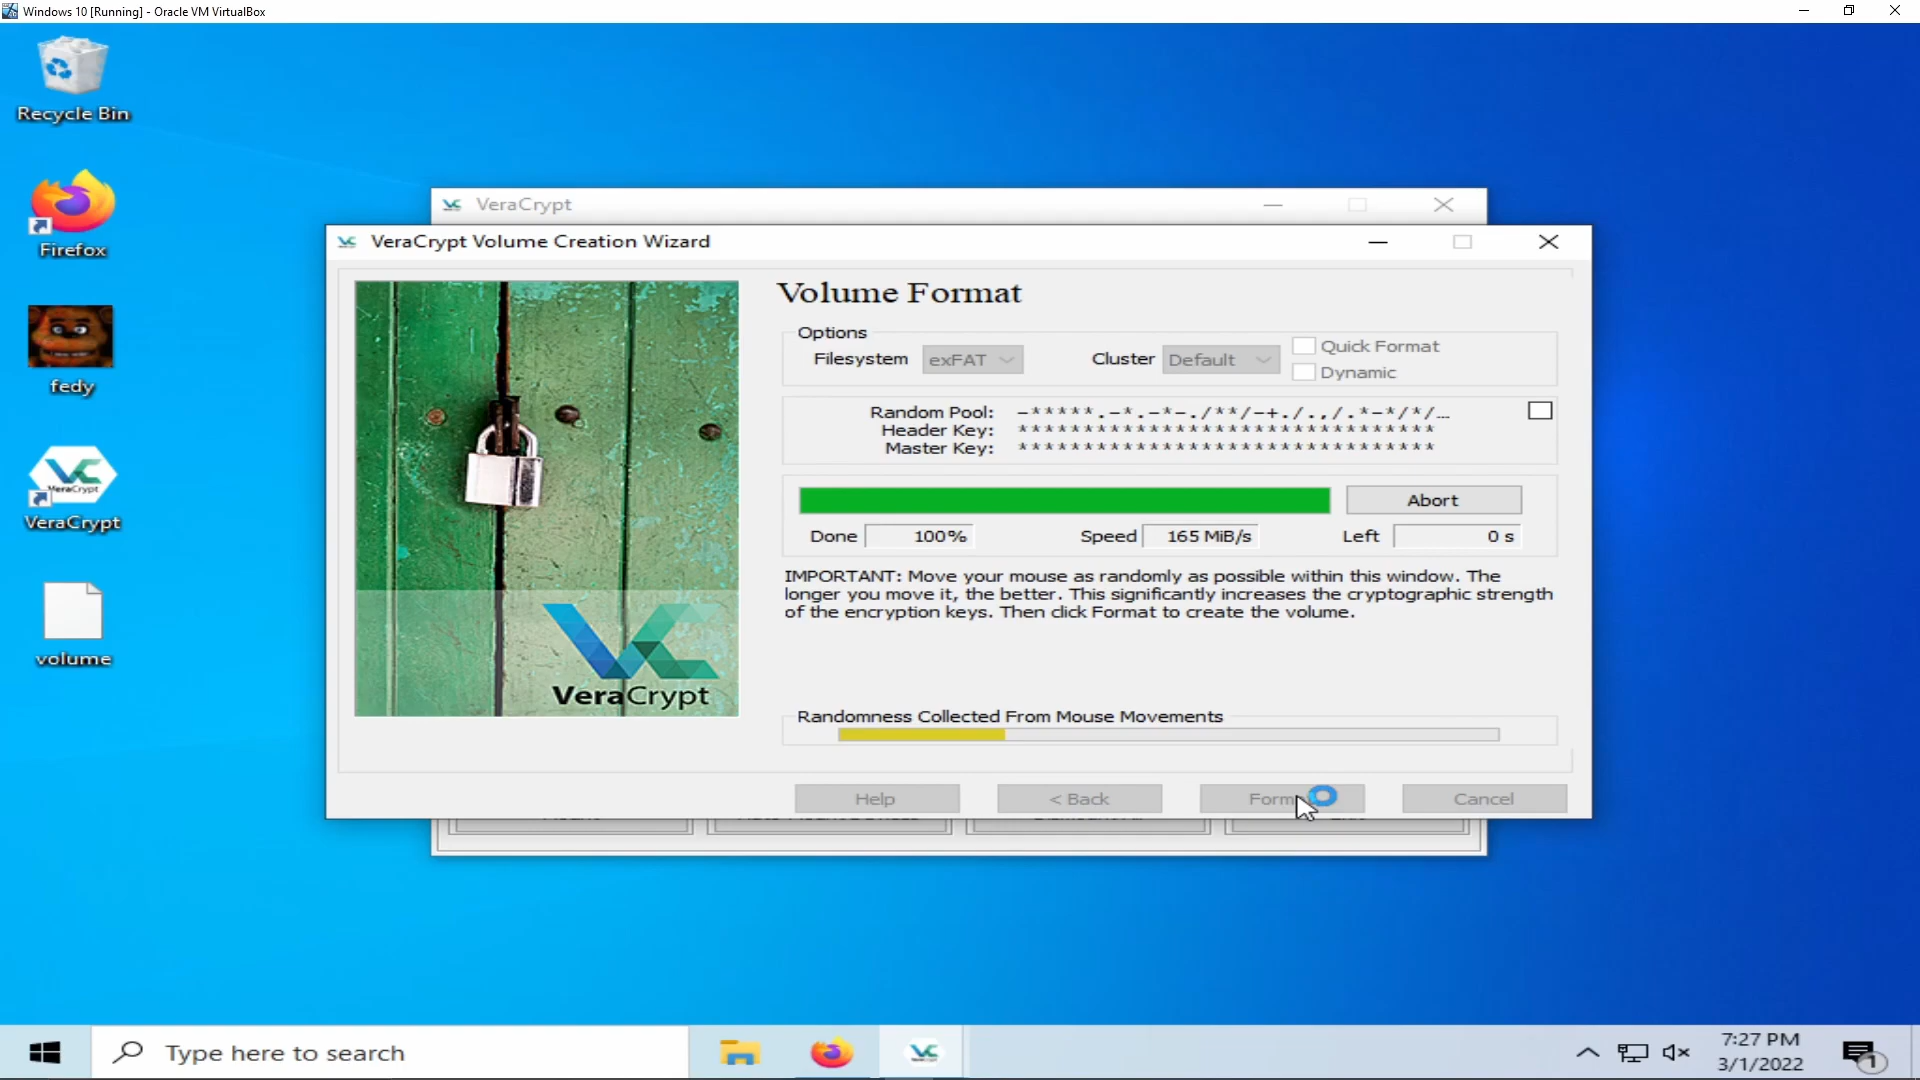 Windows 10 [Running] - Oracle VM VirtualBox
Recycle Bin
Firefox
fedy
VeraCrypt
VeraCrypt
volume
VeraCrypt
VeraCrypt Volume Creation Wizard
Volume Format
Options
Filesystem exFAT Cluster Default Quick Format
Dynamic
Random Pool: -*****.-*.-*-./**/-+./.,/.*-*/*/...
Header Key: ********************************
Master Key: ********************************
Abort
Done 100% Speed 165 MiB/s Left 0 s
IMPORTANT: Move your mouse as randomly as possible within this window. The
longer you move it, the better. This significantly increases the cryptographic strength
of the encryption keys. Then click Format to create the volume.
VeraCrypt
Randomness Collected From Mouse Movements
Help < Back Form Cancel
Type here to search
VeraCrypt
7:27 PM
3/1/2022
1